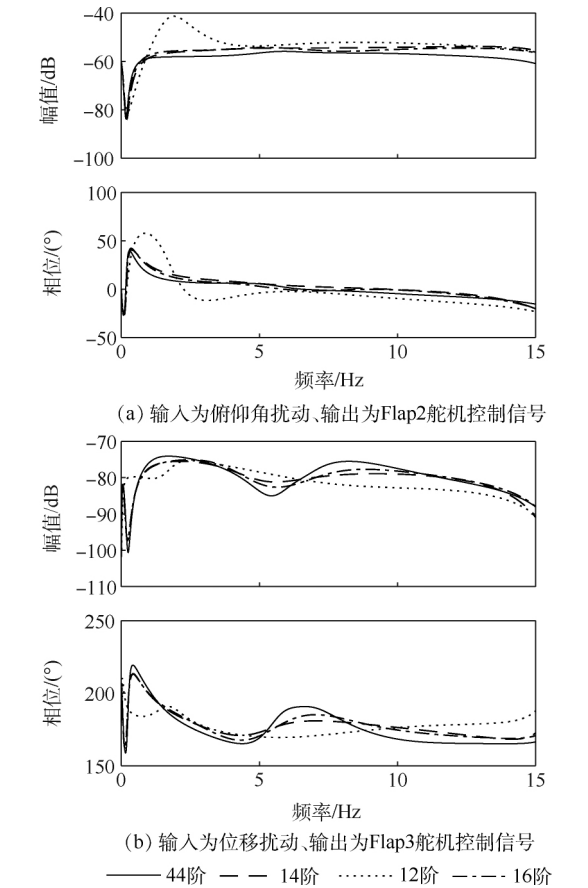 −40
−60
−80
−100
幅值/dB
100
50
0
−50
相位/(°)
0 5 10 15
频率/Hz
(a) 输入为俯仰角扰动、输出为Flap2舵机控制信号
−70
−80
−90
−100
−110
幅值/dB
250
200
150
相位/(°)
0 5 10 15
频率/Hz
(b) 输入为位移扰动、输出为Flap3舵机控制信号
44阶 14阶 12阶 16阶